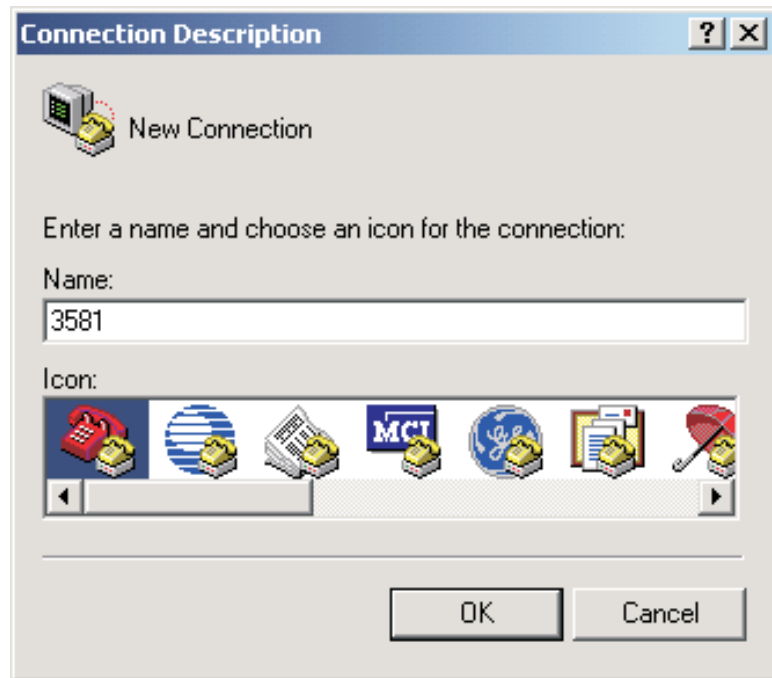 Connection Description
New Connection
Enter a name and choose an icon for the connection:
Name:
3581
Icon:
MCI
OK Cancel